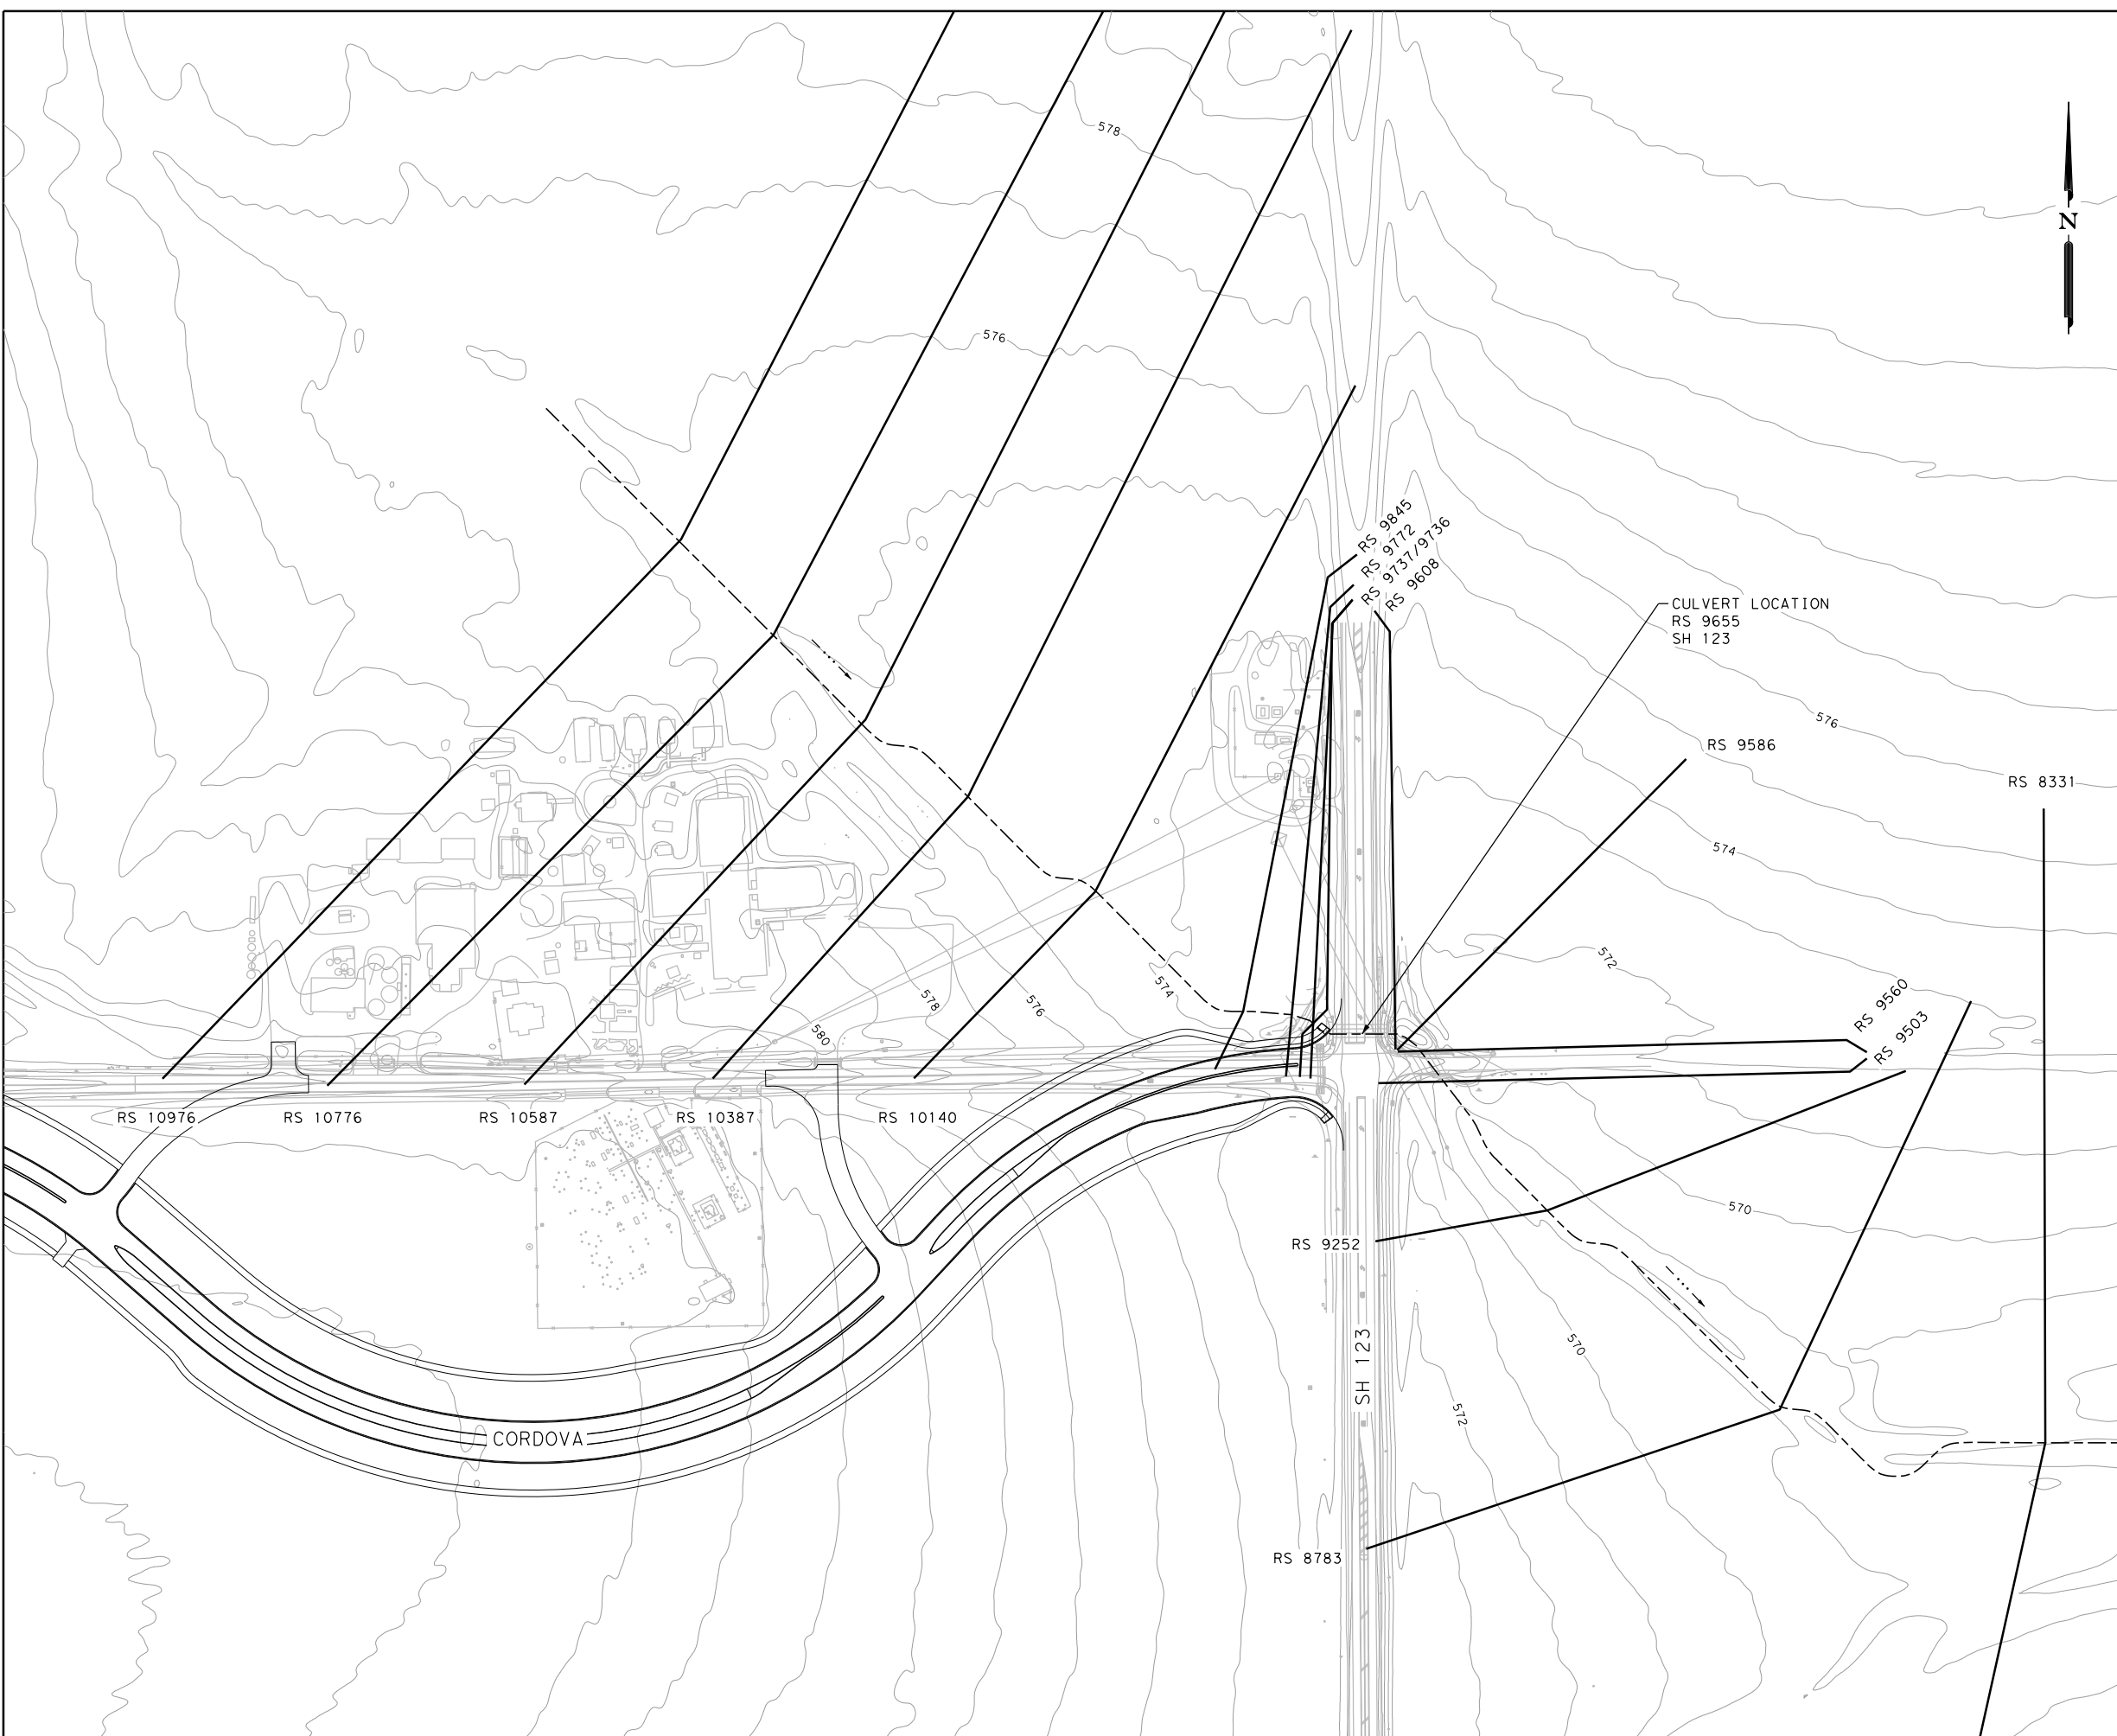 578
N
576
RS 9845
RS 9772
RS 9737/9736
RS 9608
CULVERT LOCATION
RS 9655
SH 123
576
RS 9586
RS 8331
574
572
574
578
576
580
RS 9560
RS 9503
RS 10976
RS 10776
RS 10587
RS 10387
RS 10140
570
RS 9252
SH 123
570
572
CORDOVA
RS 8783